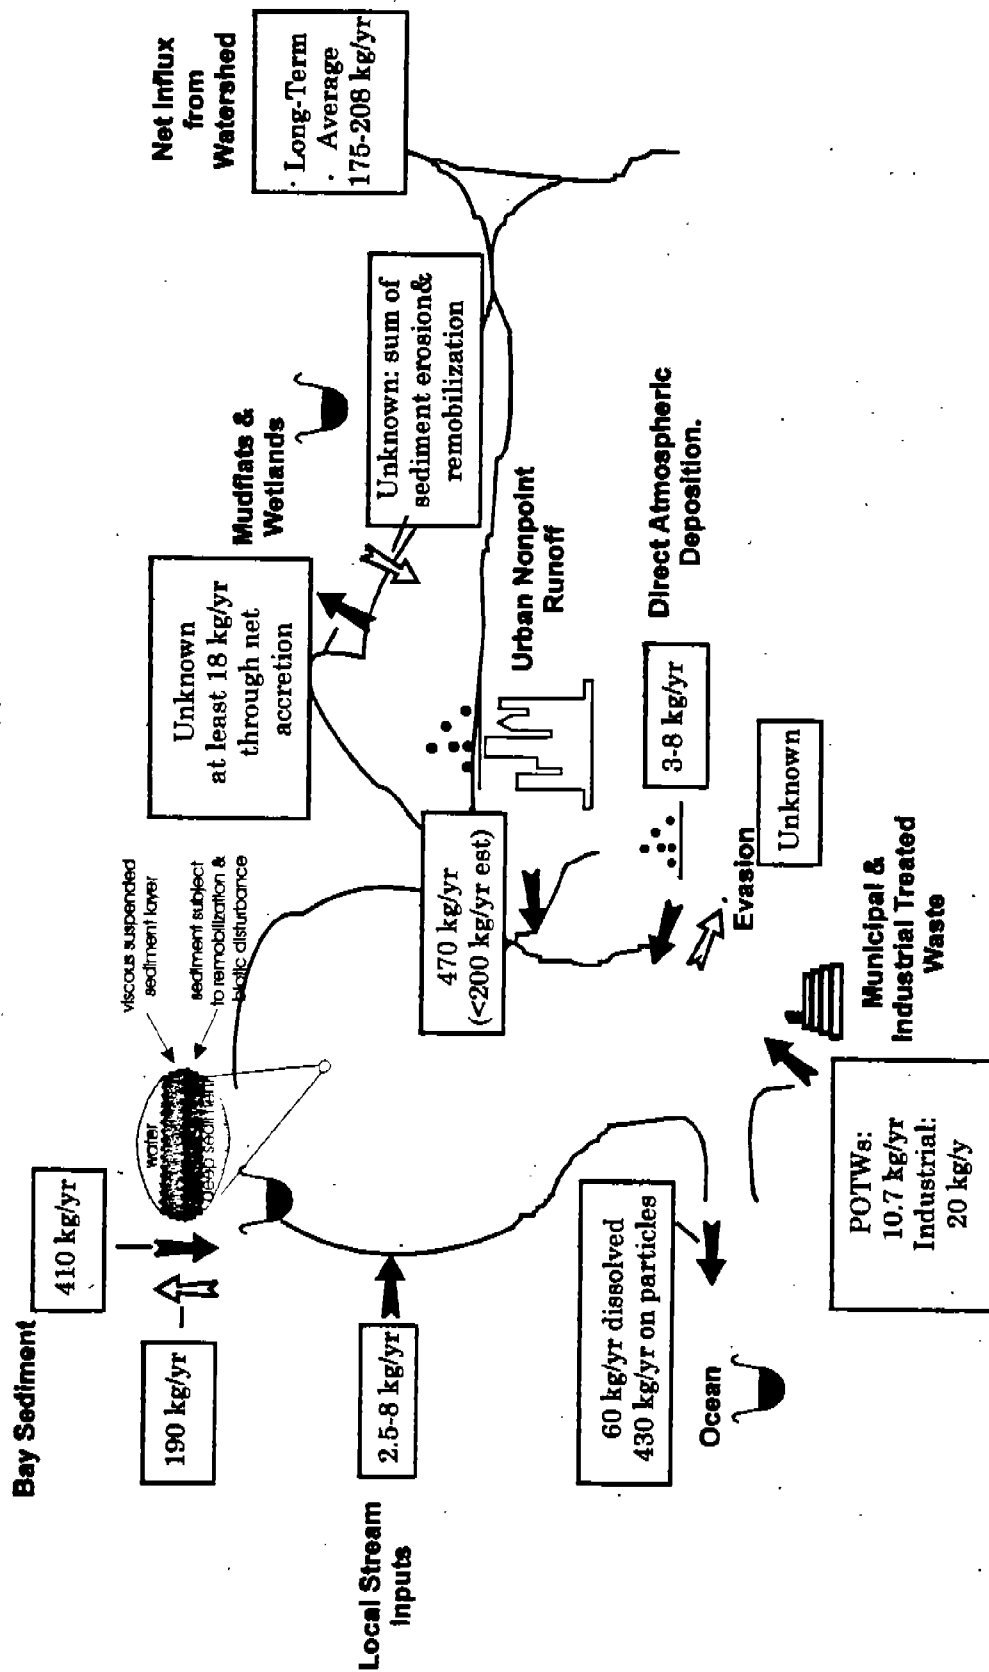 Bay Sediment
410 kg/yr
190 kg/yr
water
deep sediment
viscous suspended
sediment layer
sediment subject
to remobilization &
biotic disturbance
Unknown
at least 18 kg/yr
through net
accretion
Mudflats &
Wetlands
Net Influx
from
Watershed
· Long-Term
· Average
175-208 kg/yr
Unknown: sum of
sediment erosion&
remobilization
Local Stream
Inputs
2.5-8 kg/yr
470 kg/yr
(<200 kg/yr est)
Urban Nonpoint
Runoff
60 kg/yr dissolved
430 kg/yr on particles
Ocean
3-8 kg/yr
Direct Atmospheric
Deposition.
Evasion
Unknown
POTWs:
10.7 kg/yr
Industrial:
20 kg/y
Municipal &
Industrial Treated
Waste